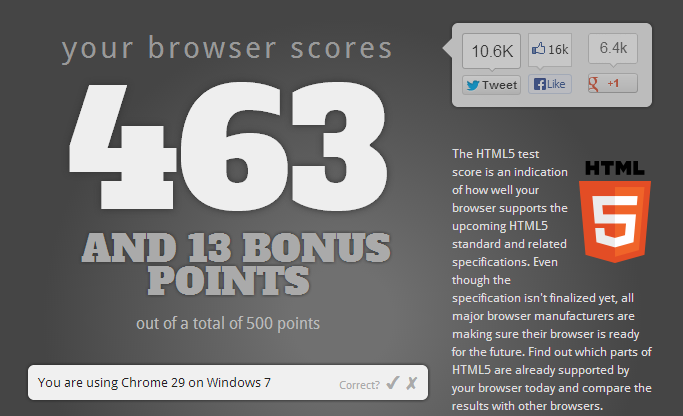 your browser scores
463
AND 13 BONUS
POINTS
out of a total of 500 points
You are using Chrome 29 on Windows 7
Correct? ✔ ✘
10.6K
16k
6.4k
Tweet
Like
g +1
The HTML5 test
score is an indication
of how well your
browser supports the
upcoming HTML5
standard and related
specifications. Even
though the
specification isn't finalized yet, all
major browser manufacturers are
making sure their browser is ready
for the future. Find out which parts of
HTML5 are already supported by
your browser today and compare the
results with other browsers.
HTML
5